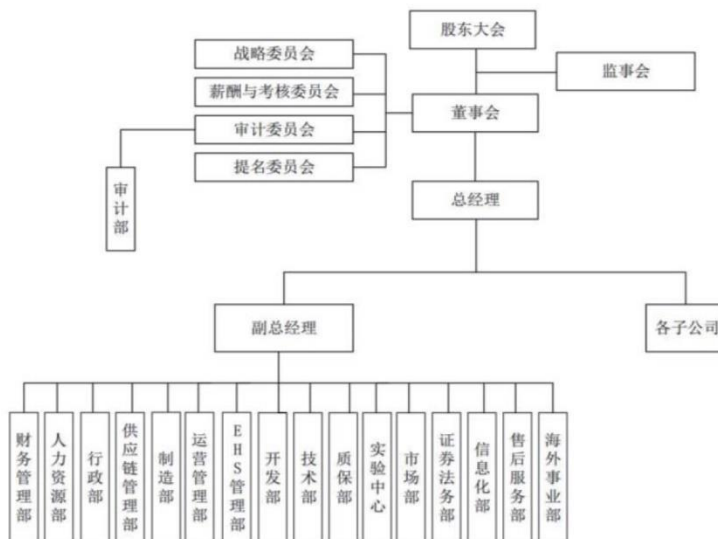 股东大会
战略委员会
监事会
薪酬与考核委员会
董事会
审计委员会
提名委员会
审计部
总经理
副总经理
各子公司
财务管理部
人力资源部
行政部
供应链管理部
制造部
运营管理部
EHS管理部
开发部
技术部
质保部
实验中心
市场部
证券法务部
信息化部
售后服务部
海外事业部